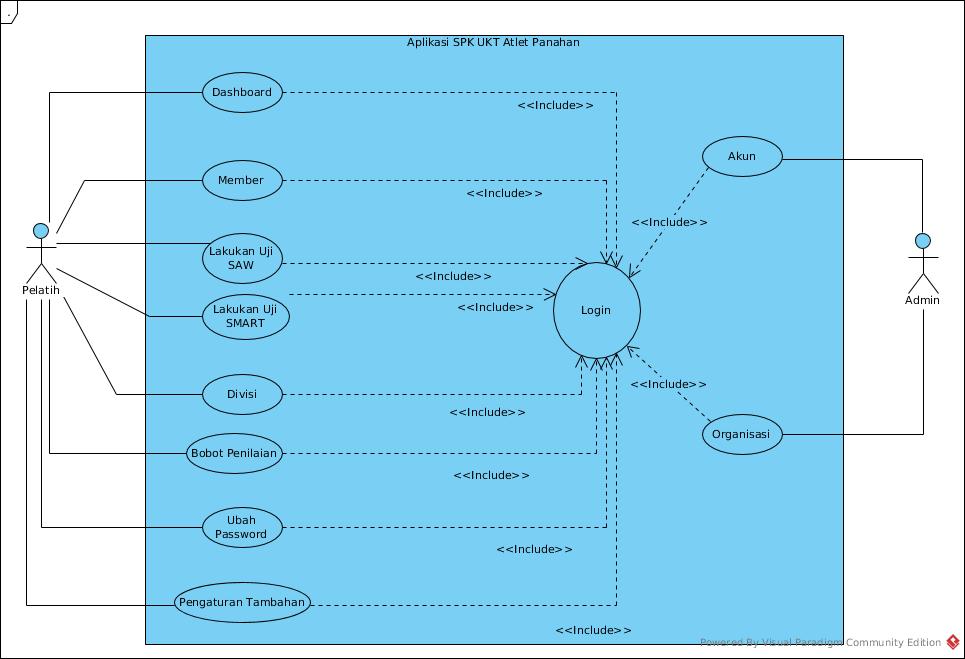 .
Aplikasi SPK UKT Atlet Panahan
Dashboard
<<Include>>
Akun
Member
<<Include>>
<<Include>>
Lakukan Uji
SAW
<<Include>>
Pelatih
Admin
Lakukan Uji
SMART
<<Include>>
Login
Divisi
<<Include>>
<<Include>>
Organisasi
Bobot Penilaian
<<Include>>
Ubah
Password
<<Include>>
Pengaturan Tambahan
<<Include>>
Powered By Visual Paradigm Community Edition